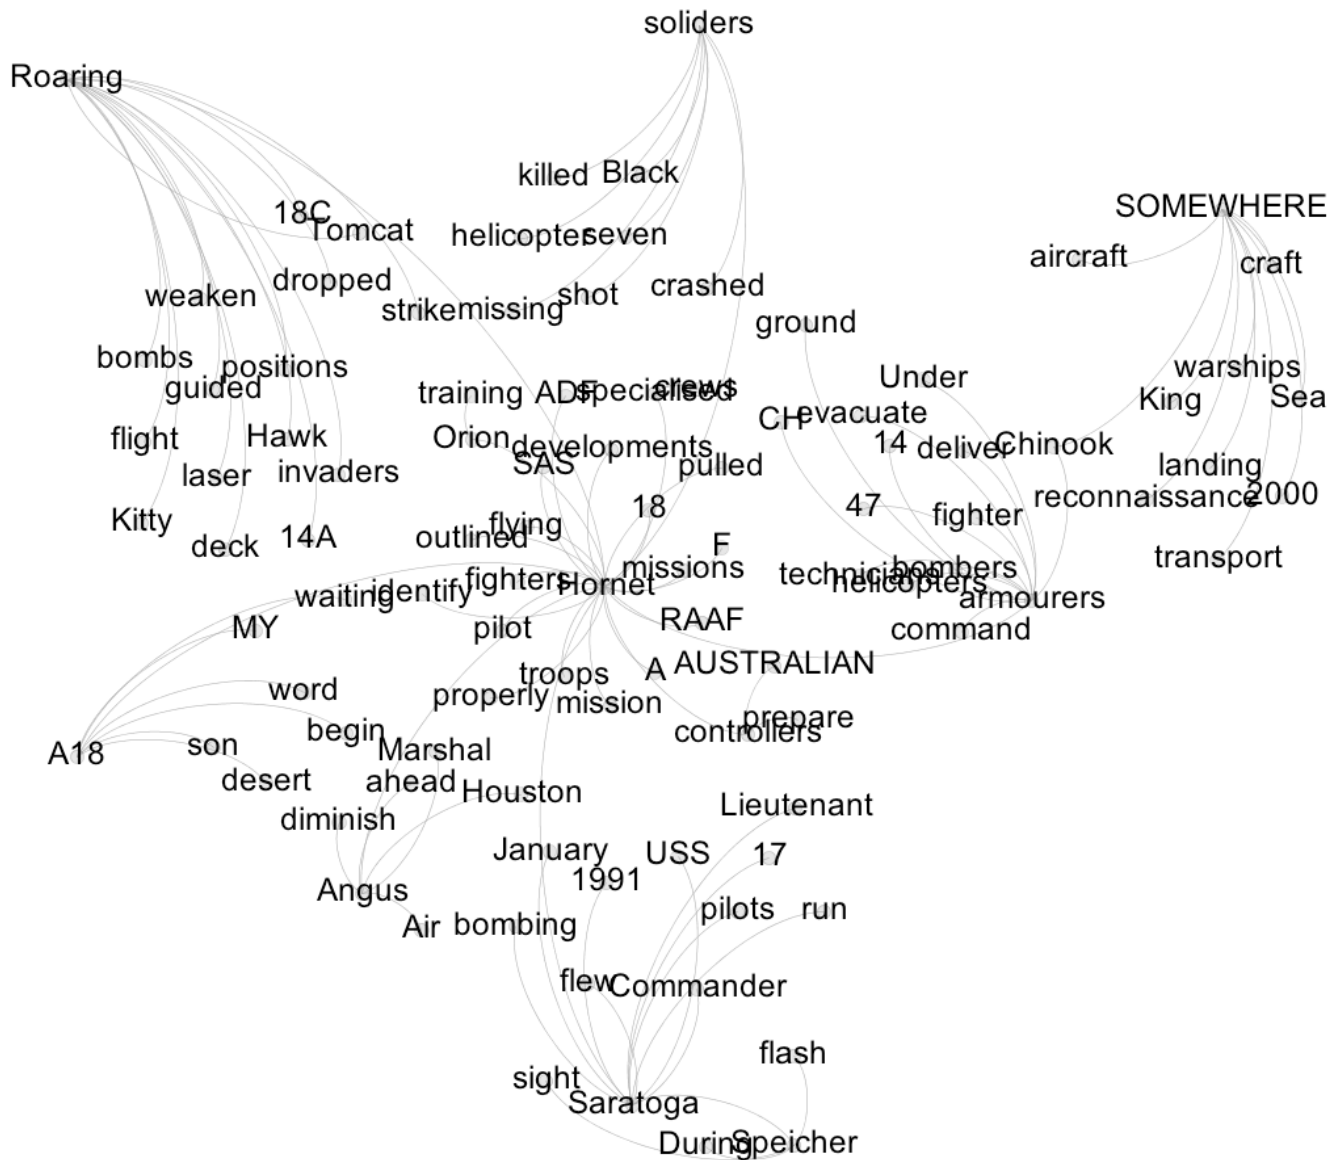 soliders
Roaring
killed
Black
SOMEWHERE
18C
Tomcat
helicopter
seven
aircraft
craft
dropped
weaken
strike
missing
shot
crashed
ground
bombs
positions
guided
warships
King
Sea
training
ADF
specialised
crews
Under
CH
evacuate
flight
Hawk
Orion
developments
14
deliver
Chinook
laser
invaders
SAS
pulled
landing
reconnaissance
2000
Kitty
18
47
fighter
deck
14A
outlined
flying
F
missions
transport
waiting
identify
fighters
Hornet
technicians
bombers
helicopters
armourers
MY
pilot
RAAF
command
word
properly
troops
A
AUSTRALIAN
mission
begin
prepare
controllers
A18
son
Marshal
desert
ahead
Houston
diminish
Lieutenant
January
USS
17
1991
Angus
Air
bombing
pilots
run
flew
Commander
flash
sight
Saratoga
During
Speicher